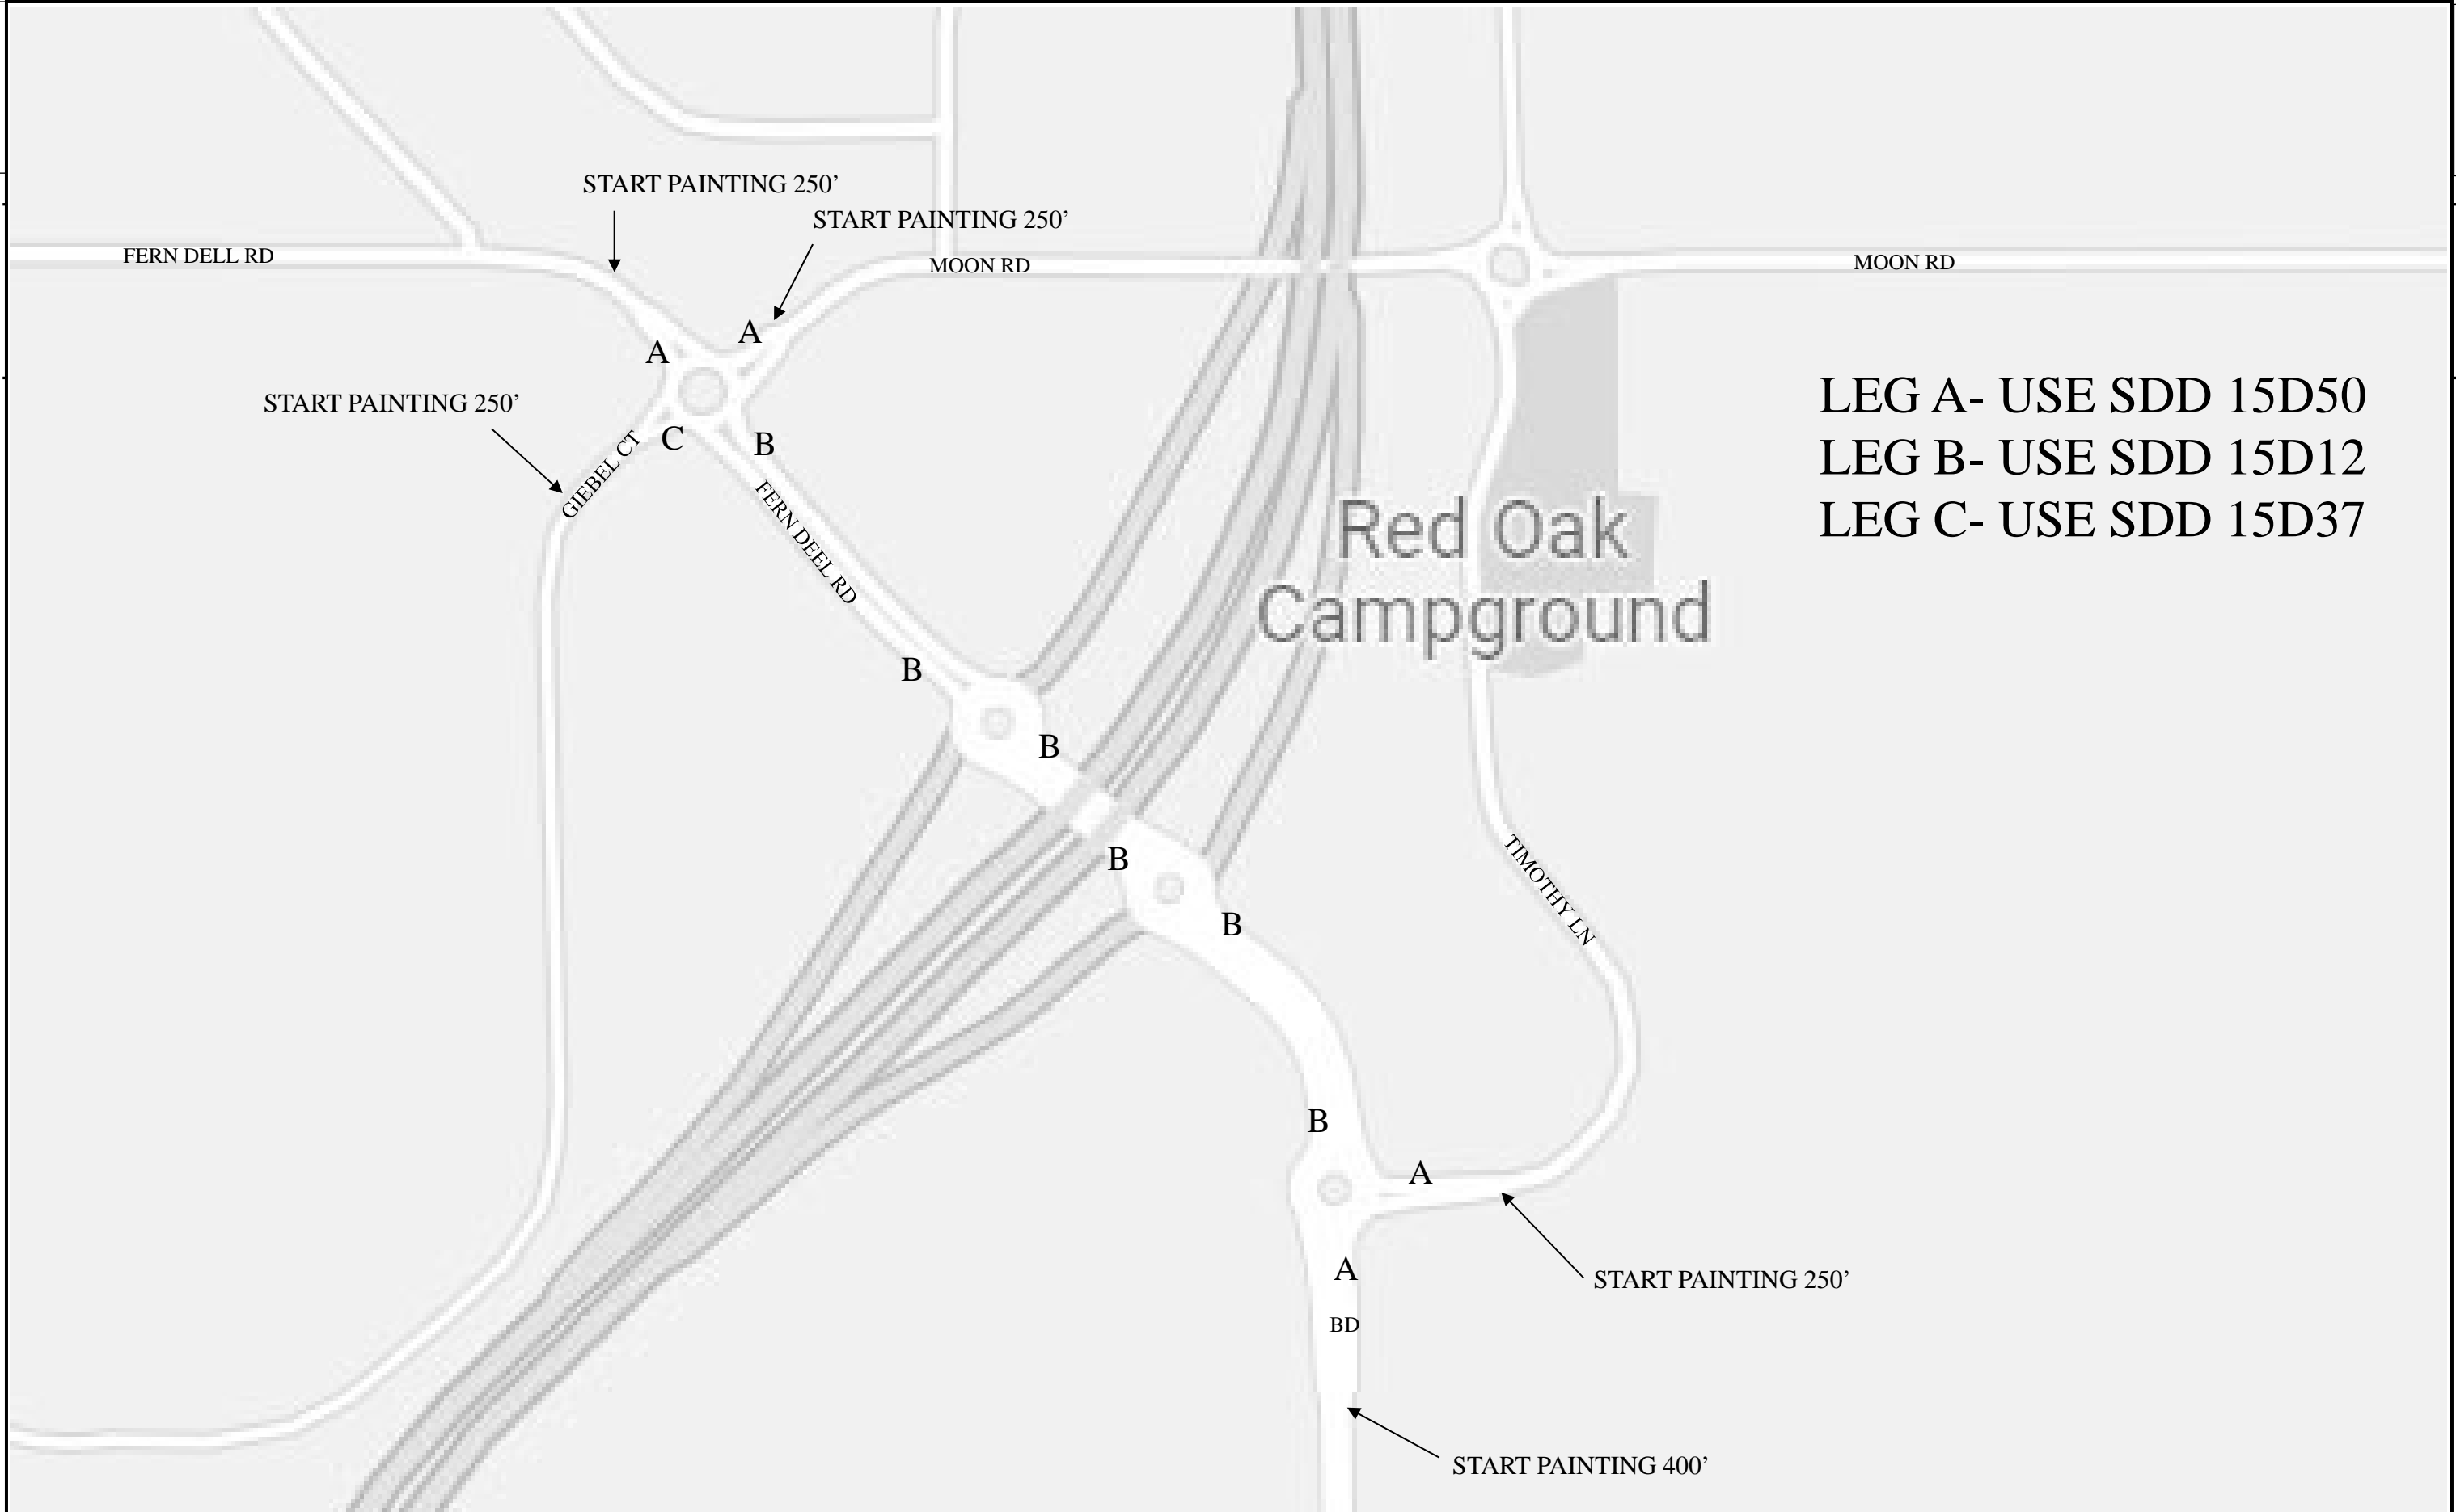 START PAINTING 250’
START PAINTING 250’
FERN DELL RD
MOON RD
MOON RD
A
A
LEG A- USE SDD 15D50
LEG B- USE SDD 15D12
LEG C- USE SDD 15D37
START PAINTING 250’
C
B
GIEBEL CT
FERN DEEL RD
Red Oak
Campground
B
B
B
B
TIMOTHY LN
B
A
A
START PAINTING 250’
BD
START PAINTING 400’